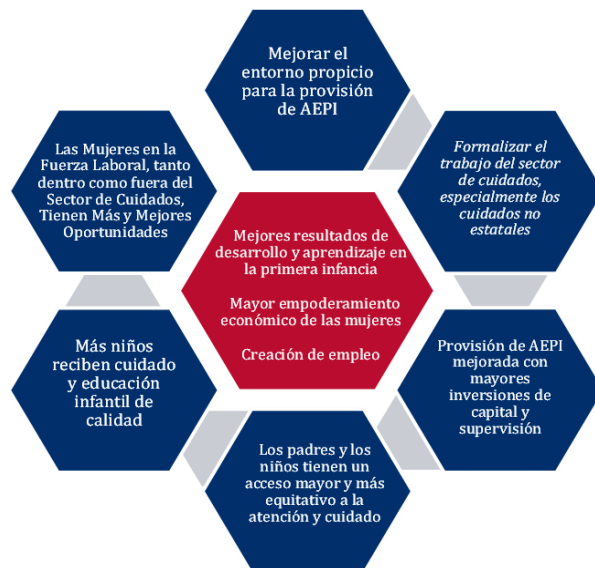 Mejorar el
entorno propicio
para la provisión
de AEPI
Formalizar el
trabajo del sector
de cuidados,
especialmente los
cuidados no
estatales
Provisión de AEPI
mejorada con
mayores
inversiones de
capital y
supervisión
Los padres y los
niños tienen un
acceso mayor y más
equitativo a la
atención y cuidado
Más niños
reciben cuidado
y educación
infantil de
calidad
Las Mujeres en la
Fuerza Laboral, tanto
dentro como fuera del
Sector de Cuidados,
Tienen Más y Mejores
Oportunidades
Mejores resultados de
desarrollo y aprendizaje en
la primera infancia
Mayor empoderamiento
económico de las mujeres
Creación de empleo